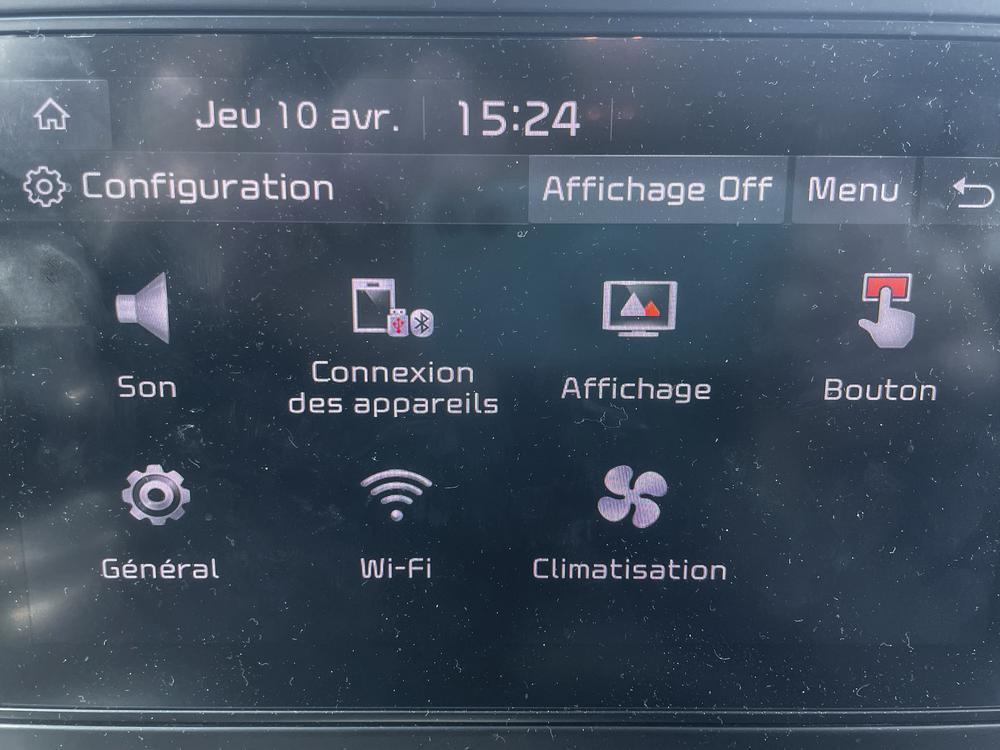 Jeu 10 avr. 15:24
Configuration Affichage Off Menu
Son
Connexion
des appareils
Affichage
Bouton
Général
Wi-Fi
Climatisation